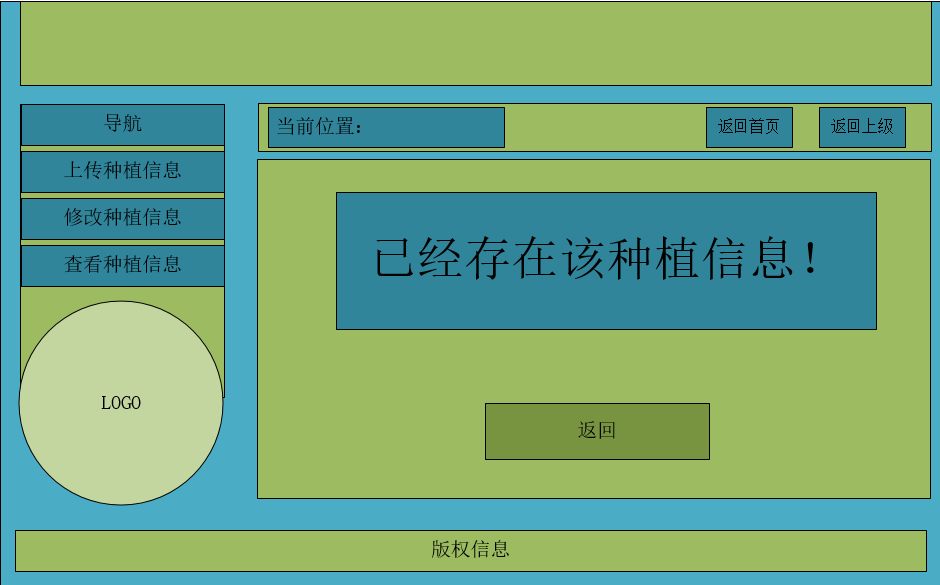 导航
上传种植信息
修改种植信息
查看种植信息
LOGO
当前位置：
返回首页
返回上级
已经存在该种植信息！
返回
版权信息